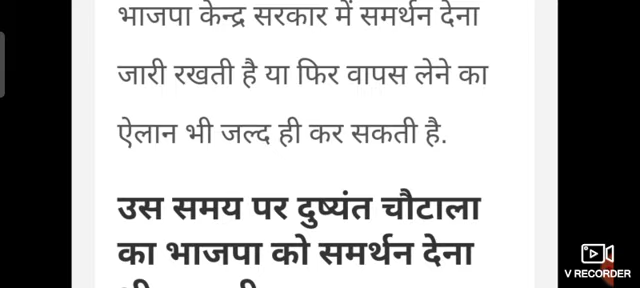 भाजपा केन्द्र सरकार में समर्थन देना
जारी रखती है या फिर वापस लेने का
ऐलान भी जल्द ही कर सकती है.
उस समय पर दुष्यंत चौटाला
का भाजपा को समर्थन देना
V RECORDER